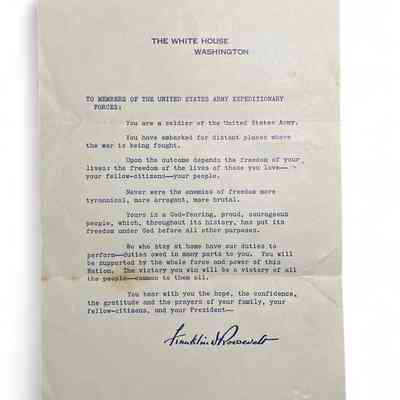 THE WHITE HOUSE
WASHINGTON
TO MEMBERS OF THE UNITED STATES ARMY EXPEDITIONARY
FORCES:
You are a soldier of the United States Army.
You have embarked for distant places where
the war is being fought.
Upon the outcome depends the freedom of your
lives: the freedom of the lives of those you love—
your fellow-citizens—your people.
Never were the enemies of freedom more
tyrannical, more arrogant, more brutal.
Yours is a God-fearing, proud, courageous
people, which, throughout its history, has put its
freedom under God before all other purposes.
We who stay at home have our duties to
perform—duties owed in many parts to you. You will
be supported by the whole force and power of this
Nation. The victory you win will be a victory of all
the people—common to them all.
You bear with you the hope, the confidence,
the gratitude and the prayers of your family, your
fellow-citizens, and your President—
Franklin D Roosevelt